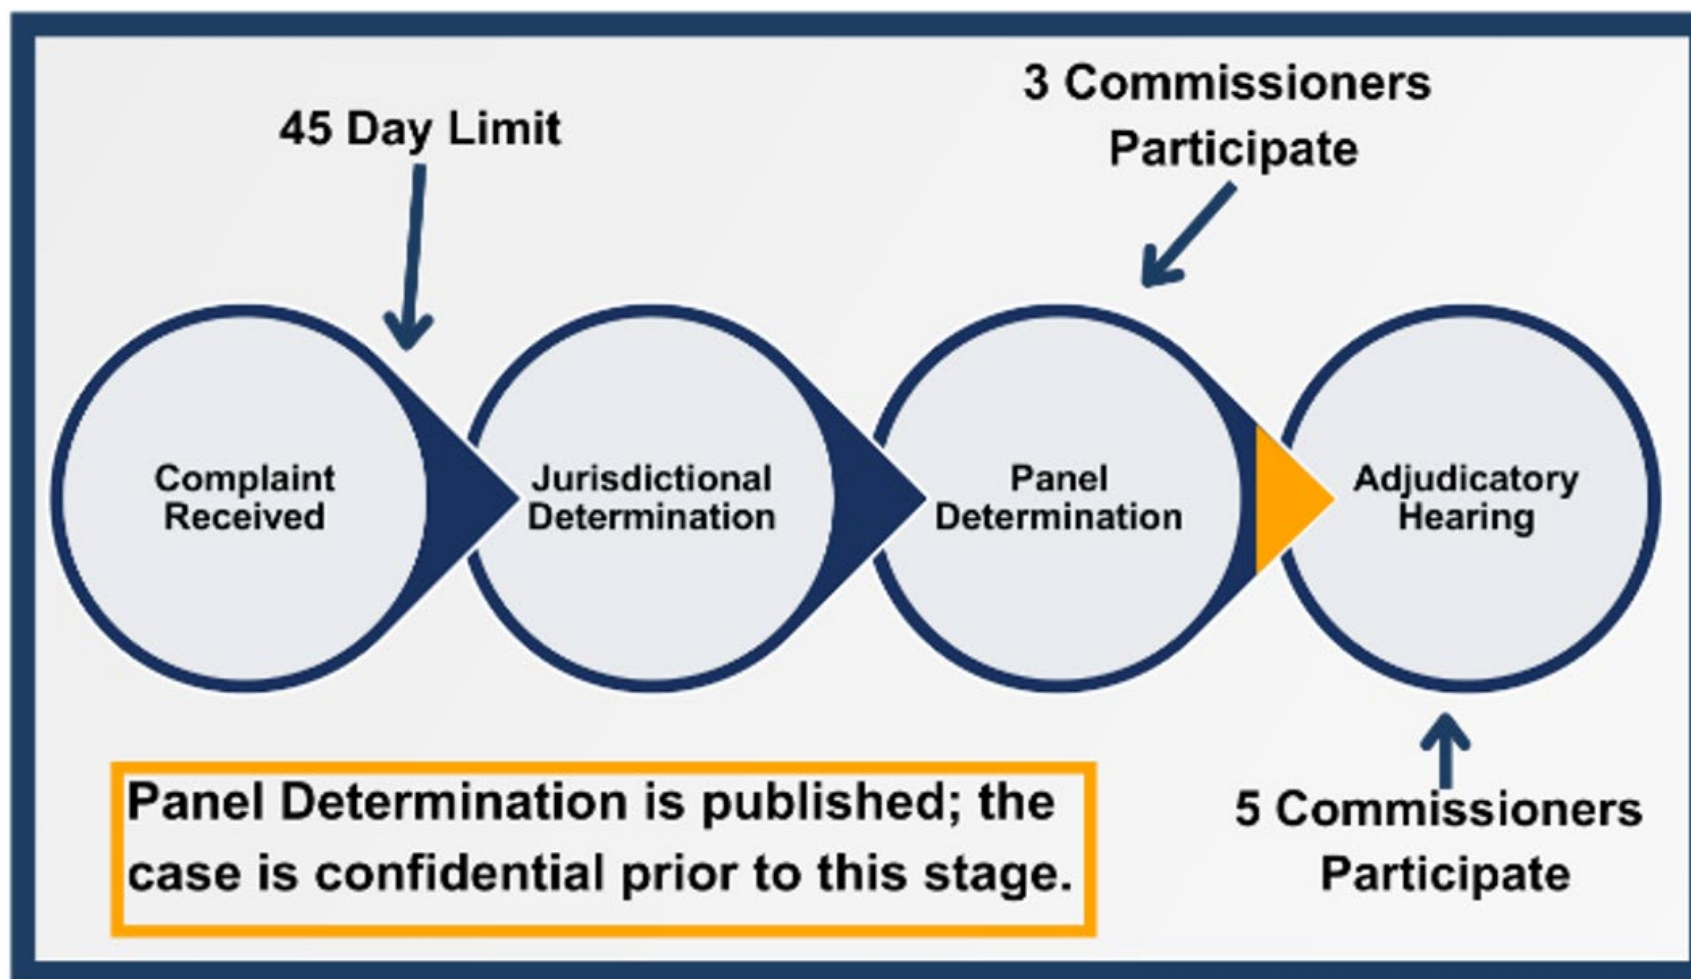 45 Day Limit
3 Commissioners
Participate
Complaint
Received
Jurisdictional
Determination
Panel
Determination
Adjudicatory
Hearing
Panel Determination is published; the
case is confidential prior to this stage.
5 Commissioners
Participate